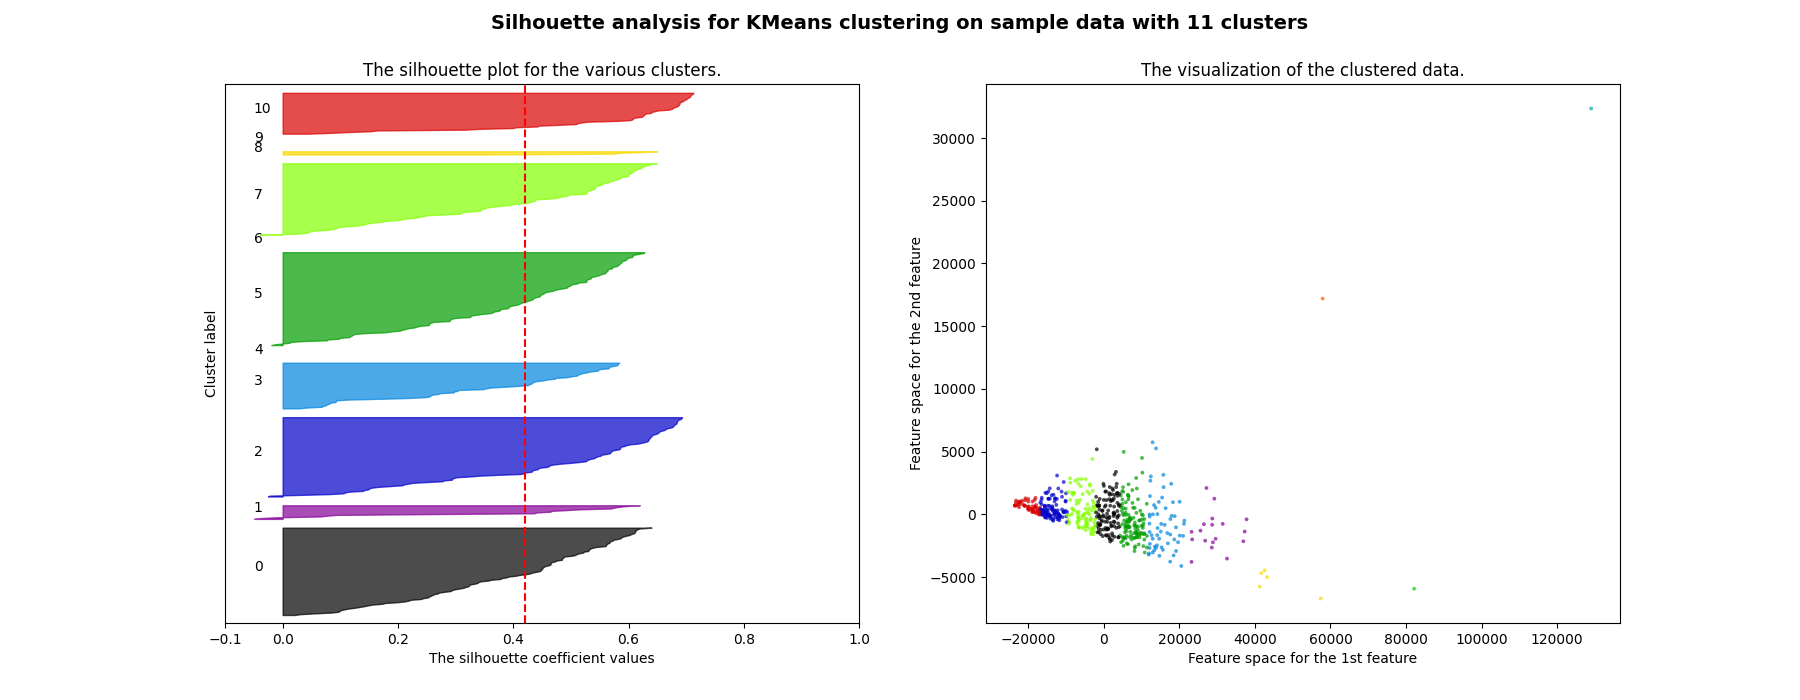 Silhouette analysis for KMeans clustering on sample data with 11 clusters
The silhouette plot for the various clusters.
10
9
8
7
6
5
4
3
2
1
0
Cluster label
−0.1 0.0 0.2 0.4 0.6 0.8 1.0
The silhouette coefficient values
The visualization of the clustered data.
30000
25000
20000
15000
10000
5000
0
−5000
Feature space for the 2nd feature
−20000 0 20000 40000 60000 80000 100000 120000
Feature space for the 1st feature